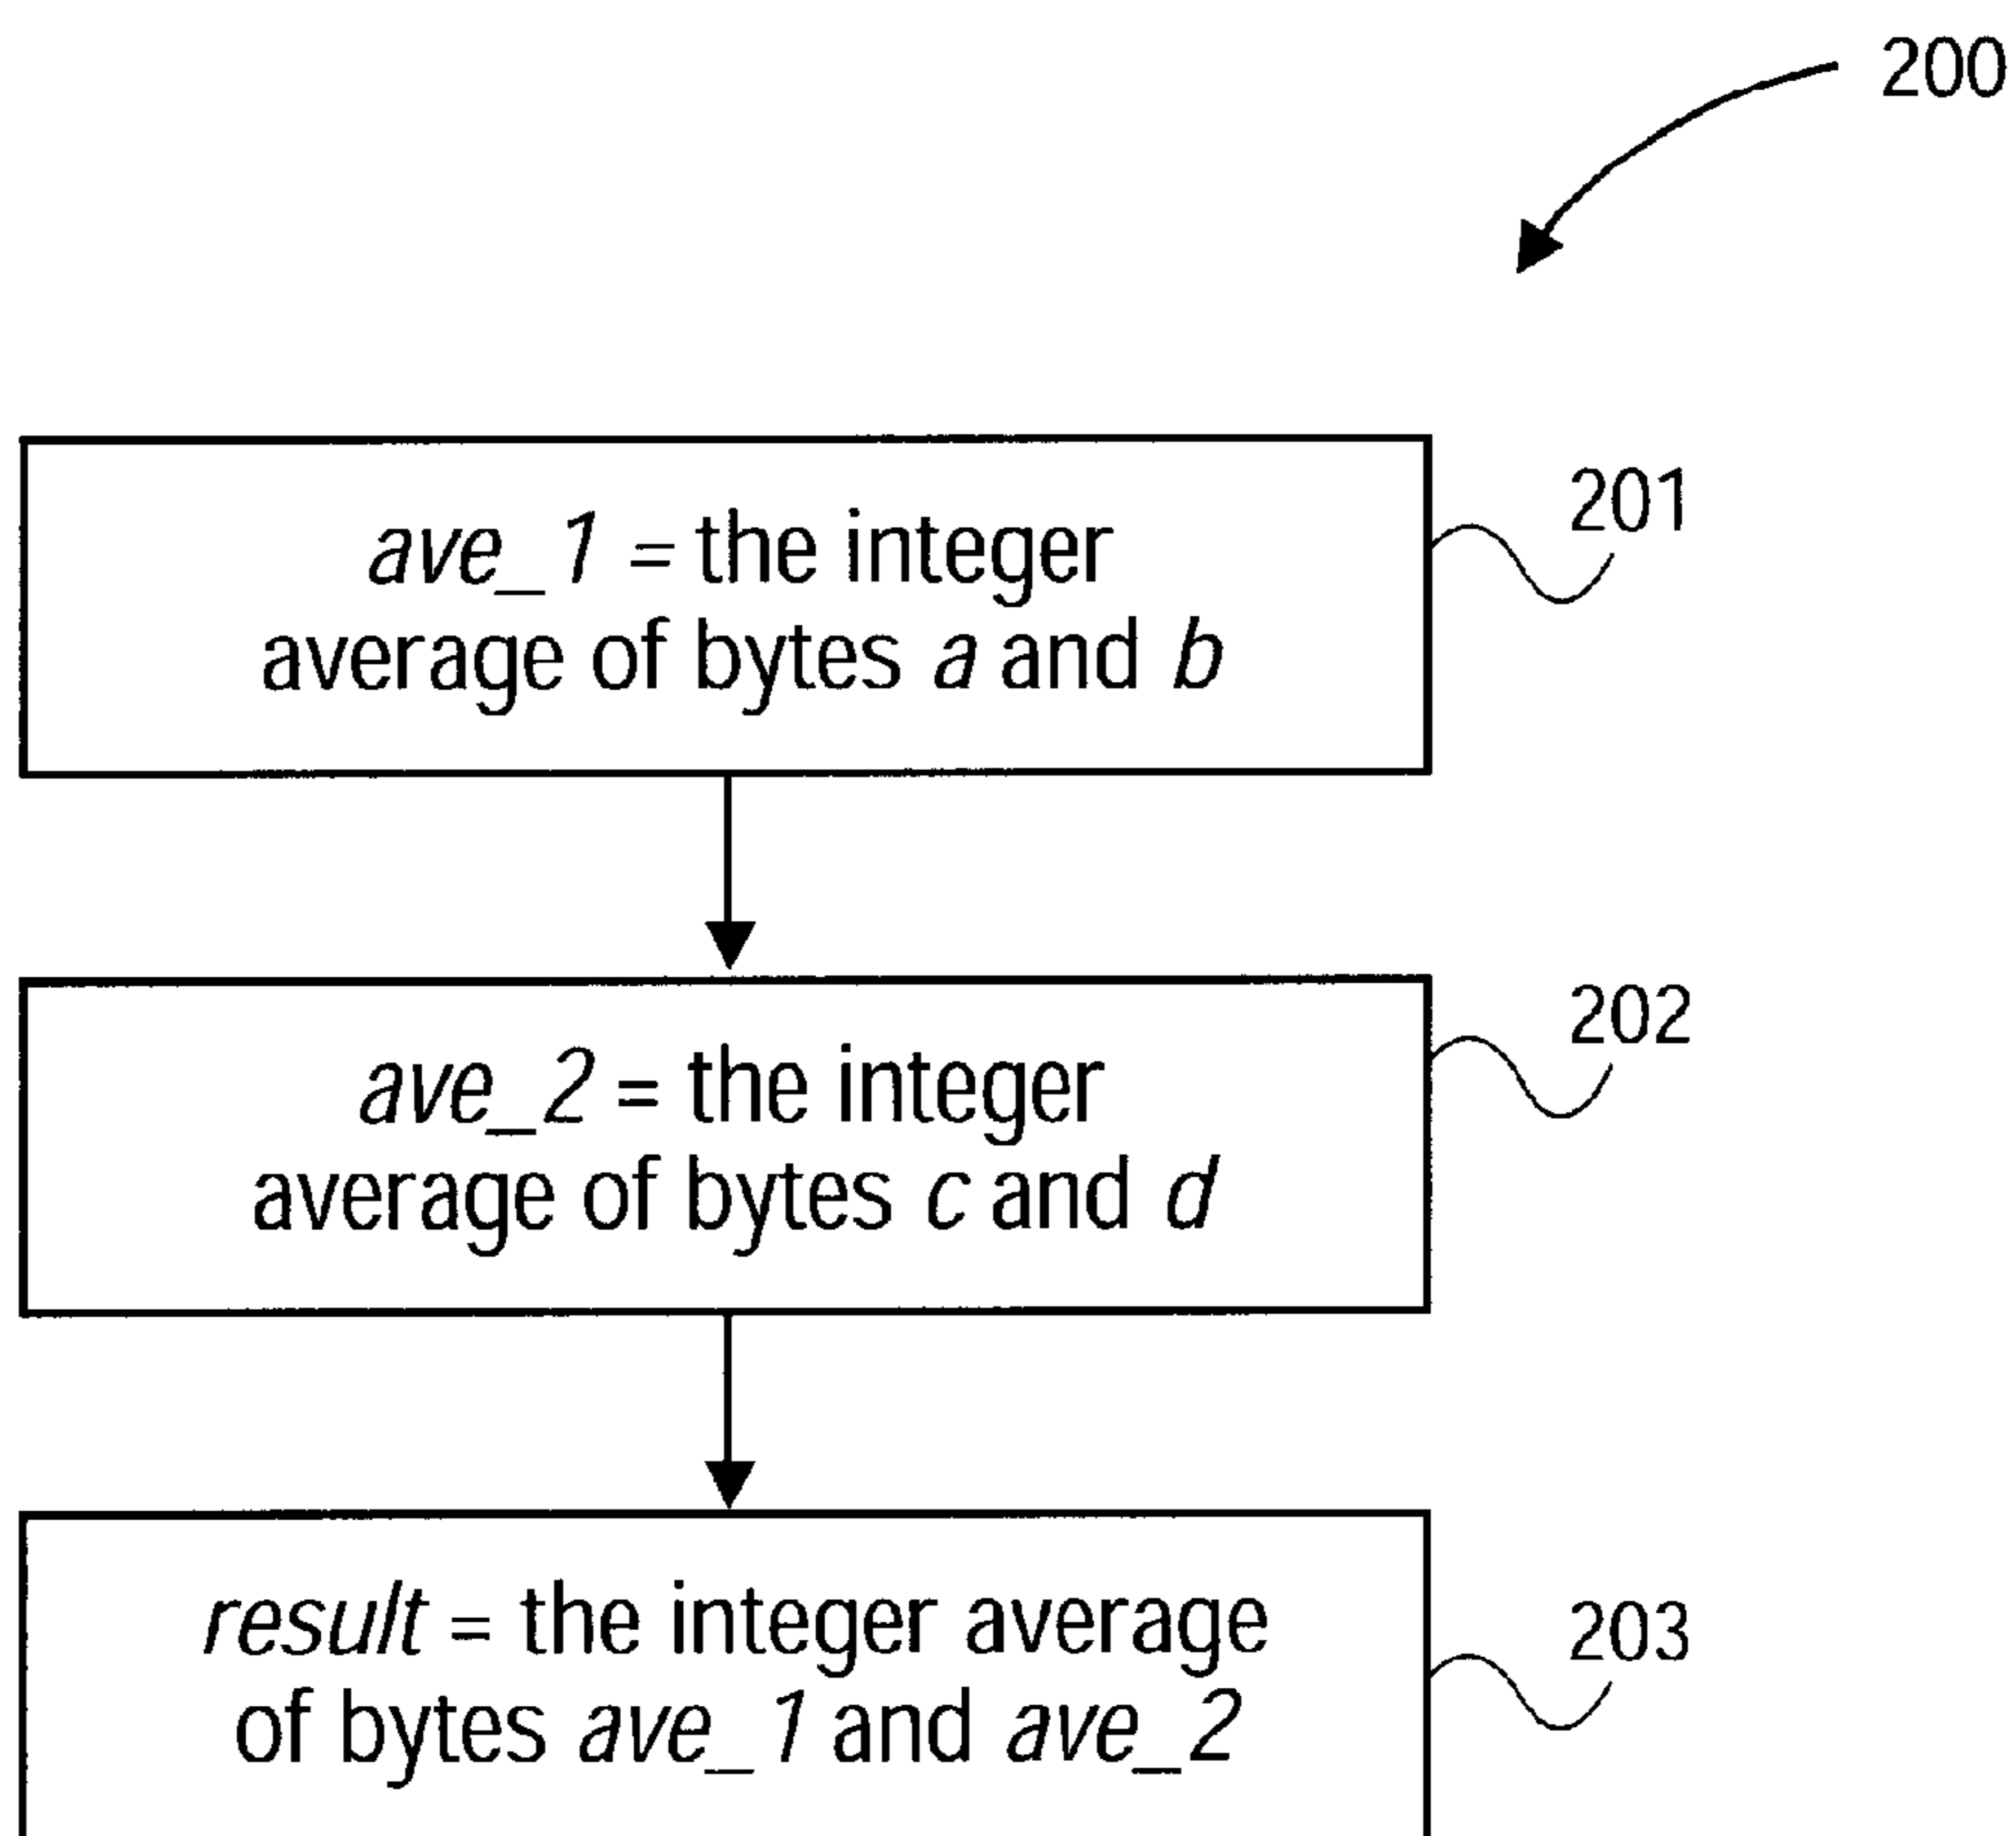 200
ave_1 = the integer
average of bytes a and b
201
ave_2 = the integer
average of bytes c and d
202
result = the integer average
of bytes ave_1 and ave_2
203